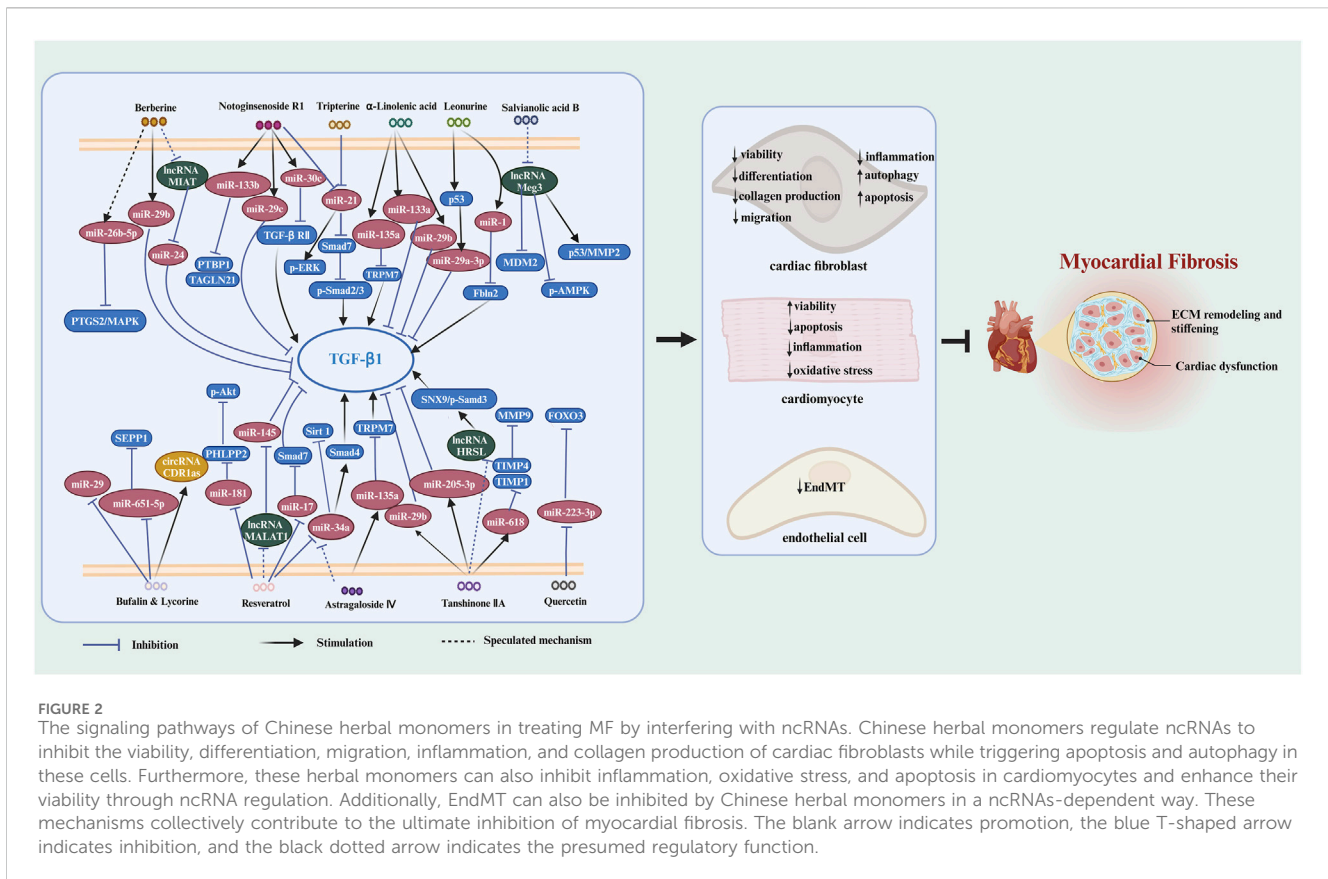 Berberine
Notoginsenoside R1
Tripterine
α-Linolenic acid
Leonurine
Salvianolic acid B
lncRNA
MIAT
miR-133b
miR-30c
miR-29c
miR-29b
miR-26b-5p
miR-24
PTBP1
TAGLN21
TGF-β RⅡ
PTGS2/MAPK
miR-21
Smad7
p-ERK
p-Smad2/3
miR-133a
miR-135a
miR-29b
TRPM7
p53
miR-29a-3p
miR-1
Fbln2
lncRNA
Meg3
MDM2
p-AMPK
p53/MMP2
TGF-β1
p-Akt
SEPP1
PHLPP2
circRNA
CDR1as
miR-29
miR-651-5p
miR-181
miR-145
Smad7
lncRNA
MALAT1
miR-17
Sirt 1
Smad4
miR-34a
TRPM7
miR-135a
miR-29b
SNX9/p-Samd3
lncRNA
HRSL
miR-205-3p
MMP9
TIMP4
TIMP1
miR-618
FOXO3
miR-223-3p
Bufalin & Lycorine
Resveratrol
Astragaloside Ⅳ
Tanshinone ⅡA
Quercetin
Inhibition
Stimulation
Speculated mechanism
↓viability
↓differentiation
↓collagen production
↓migration
↓inflammation
↑autophagy
↑apoptosis
cardiac fibroblast
↑viability
↓apoptosis
↓inflammation
↓oxidative stress
cardiomyocyte
↓EndMT
endothelial cell
Myocardial Fibrosis
ECM remodeling and
stiffening
Cardiac dysfunction
FIGURE 2
The signaling pathways of Chinese herbal monomers in treating MF by interfering with ncRNAs. Chinese herbal monomers regulate ncRNAs to
inhibit the viability, differentiation, migration, inflammation, and collagen production of cardiac fibroblasts while triggering apoptosis and autophagy in
these cells. Furthermore, these herbal monomers can also inhibit inflammation, oxidative stress, and apoptosis in cardiomyocytes and enhance their
viability through ncRNA regulation. Additionally, EndMT can also be inhibited by Chinese herbal monomers in a ncRNAs-dependent way. These
mechanisms collectively contribute to the ultimate inhibition of myocardial fibrosis. The blank arrow indicates promotion, the blue T-shaped arrow
indicates inhibition, and the black dotted arrow indicates the presumed regulatory function.